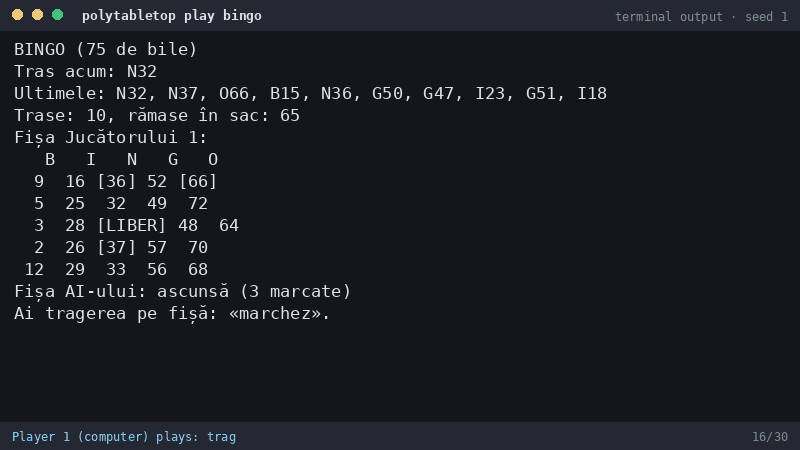 polytabletop play bingo
terminal output · seed 1
BINGO (75 de bile)
Tras acum: N32
Ultimele: N32, N37, O66, B15, N36, G50, G47, I23, G51, I18
Trase: 10, rămase în sac: 65
Fișa Jucătorului 1:
B I N G O
9 16 [36] 52 [66]
5 25 32 49 72
3 28 [LIBER] 48 64
2 26 [37] 57 70
12 29 33 56 68
Fișa AI-ului: ascunsă (3 marcate)
Ai tragerea pe fișă: «marchez».
Player 1 (computer) plays: trag
16/30